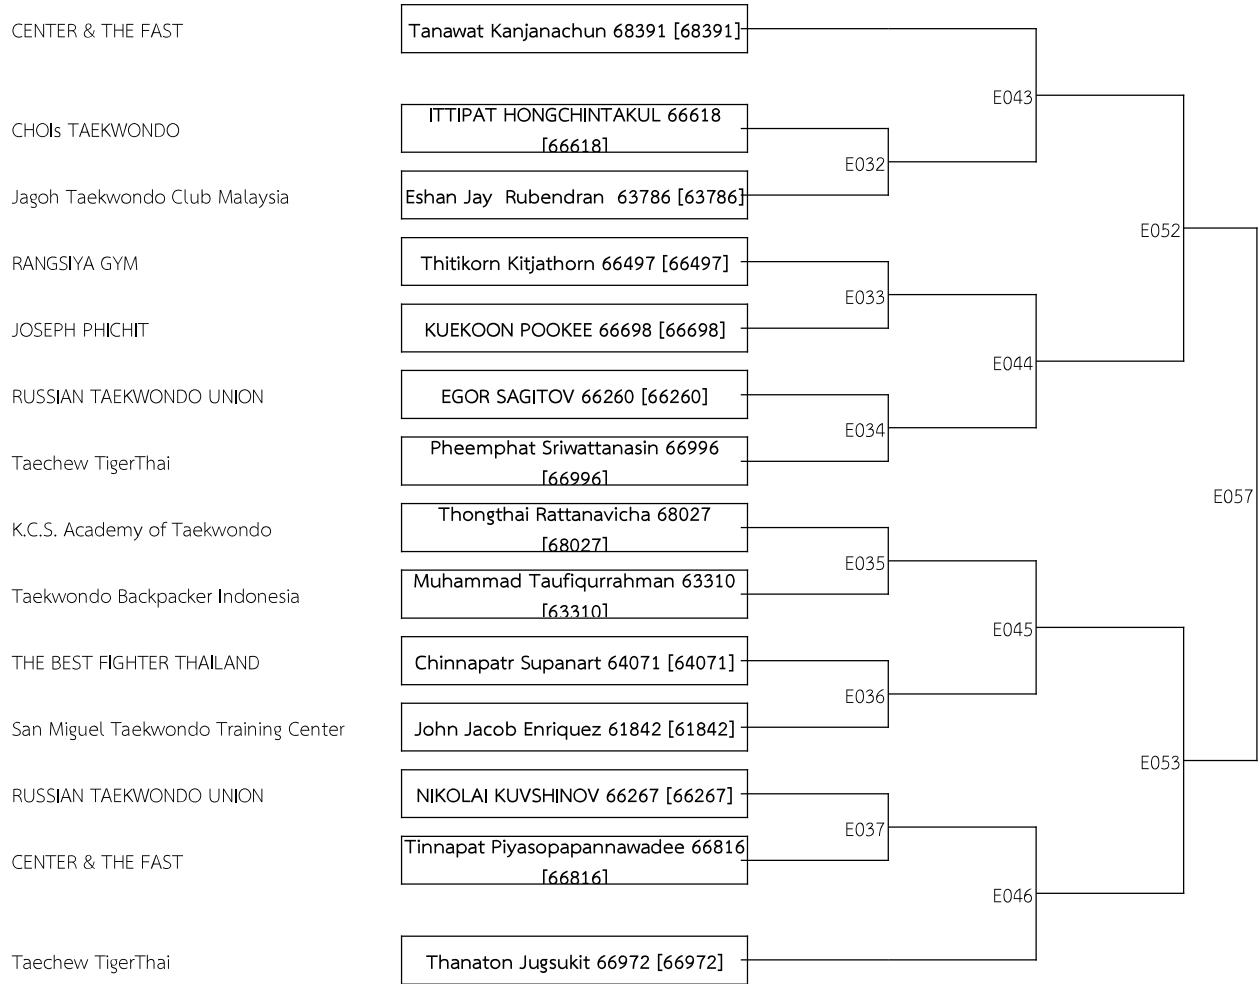 CENTER & THE FAST
Tanawat Kanjanachun 68391 [68391]
E043
CHOIs TAEKWONDO
ITTIPAT HONGCHINTAKUL 66618
[66618]
E032
Jagoh Taekwondo Club Malaysia
Eshan Jay  Rubendran  63786 [63786]
E052
RANGSIYA GYM
Thitikorn Kitjathorn 66497 [66497]
E033
JOSEPH PHICHIT
KUEKOON POOKEE 66698 [66698]
E044
RUSSIAN TAEKWONDO UNION
EGOR SAGITOV 66260 [66260]
E034
Taechew TigerThai
Pheemphat Sriwattanasin 66996
[66996]
E057
K.C.S. Academy of Taekwondo
Thongthai Rattanavicha 68027
[68027]
E035
Taekwondo Backpacker Indonesia
Muhammad Taufiqurrahman 63310
[63310]
E045
THE BEST FIGHTER THAILAND
Chinnapatr Supanart 64071 [64071]
E036
San Miguel Taekwondo Training Center
John Jacob Enriquez 61842 [61842]
E053
RUSSIAN TAEKWONDO UNION
NIKOLAI KUVSHINOV 66267 [66267]
E037
CENTER & THE FAST
Tinnapat Piyasopapannawadee 66816
[66816]
E046
Taechew TigerThai
Thanaton Jugsukit 66972 [66972]